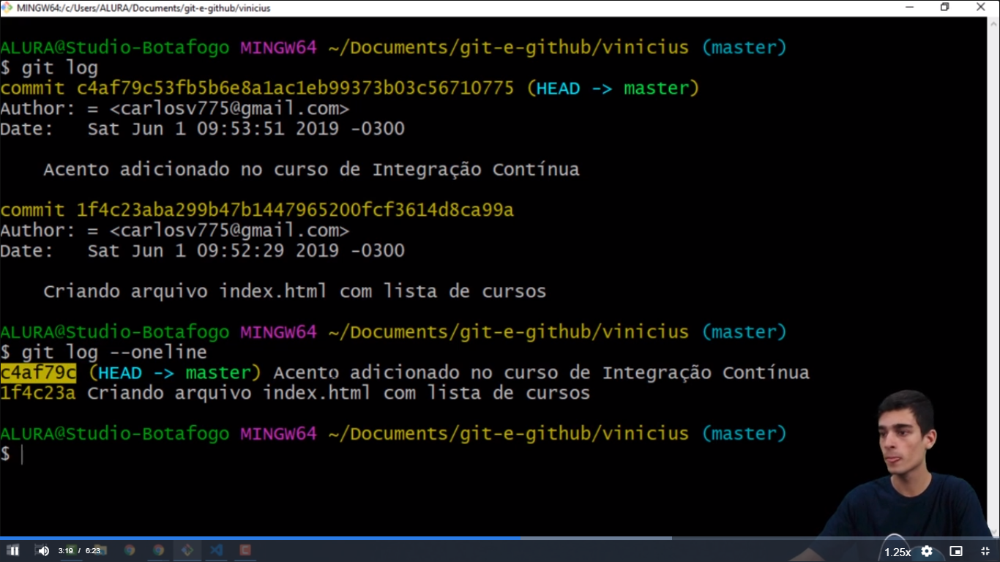 MINGW64:/c/Users/ALURA/Documents/git-e-github/vinicius
ALURA@Studio-Botafogo MINGW64 ~/Documents/git-e-github/vinicius (master)
$ git log
commit c4af79c53fb5b6e8a1ac1eb99373b03c56710775 (HEAD -> master)
Author: = <carlosv775@gmail.com>
Date:   Sat Jun 1 09:53:51 2019 -0300
    Acento adicionado no curso de Integração Contínua
commit 1f4c23aba299b47b1447965200fcf3614d8ca99a
Author: = <carlosv775@gmail.com>
Date:   Sat Jun 1 09:52:29 2019 -0300
    Criando arquivo index.html com lista de cursos
ALURA@Studio-Botafogo MINGW64 ~/Documents/git-e-github/vinicius (master)
$ git log --oneline
c4af79c (HEAD -> master) Acento adicionado no curso de Integração Contínua
1f4c23a Criando arquivo index.html com lista de cursos
ALURA@Studio-Botafogo MINGW64 ~/Documents/git-e-github/vinicius (master)
$
3:19 / 6:23
1.25x